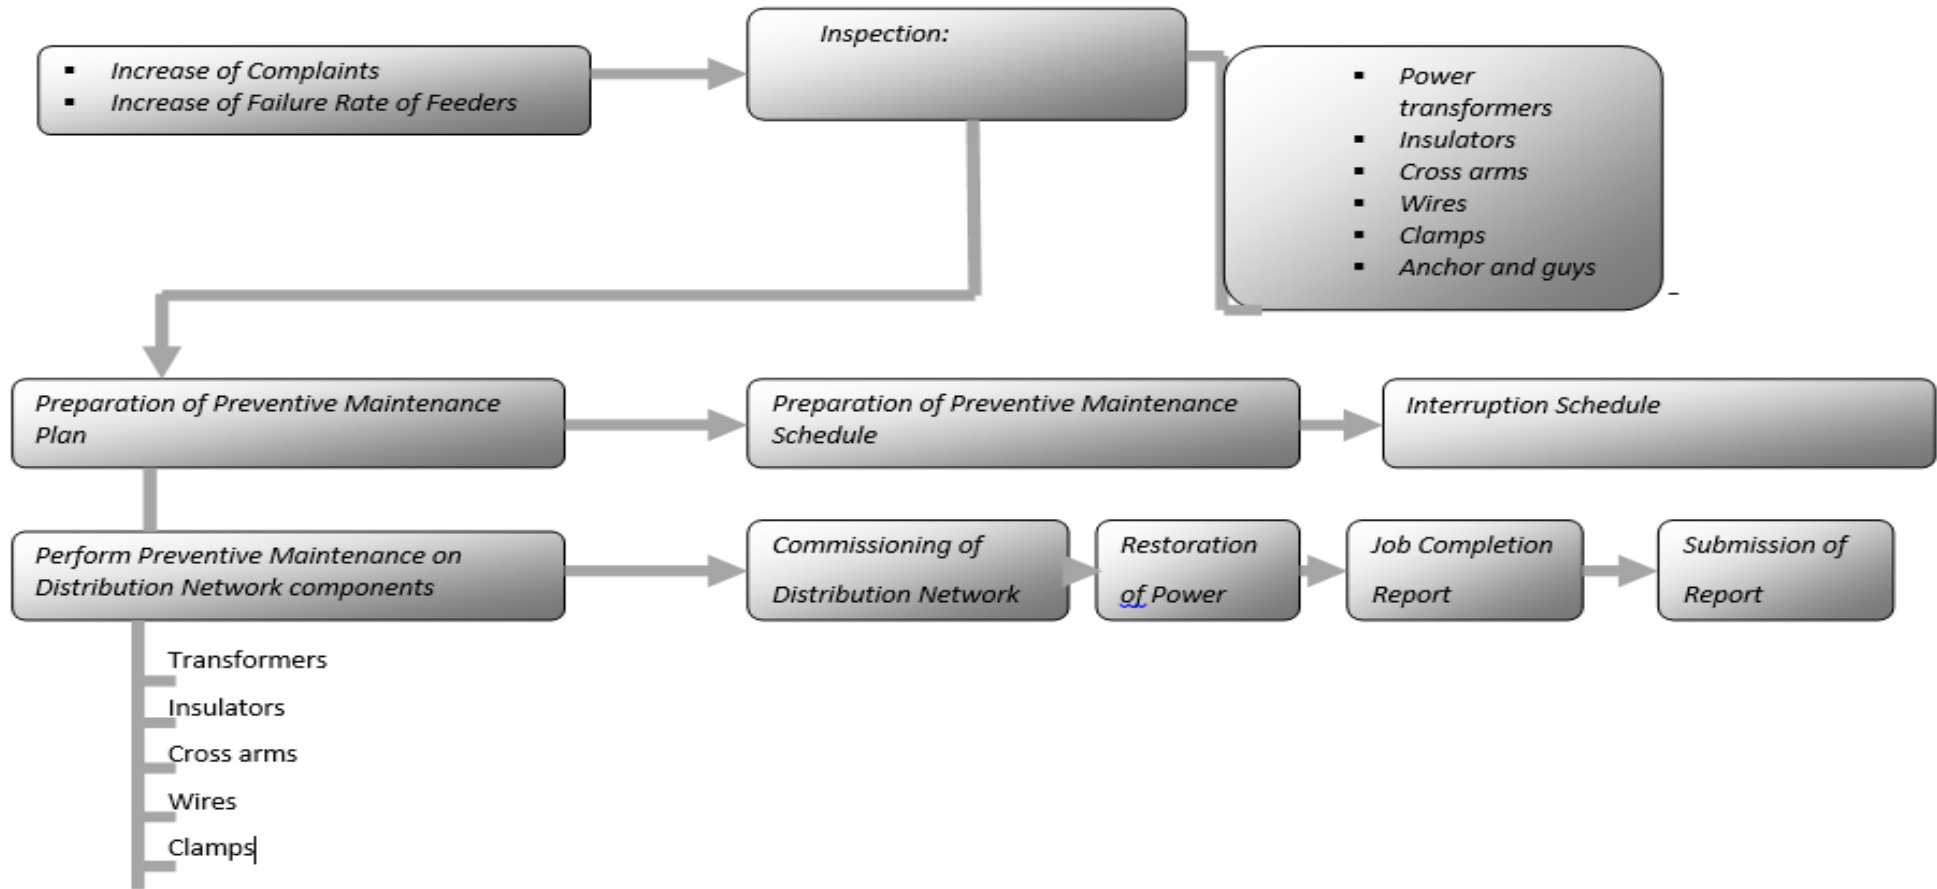 Inspection:
▪ Increase of Complaints
▪ Increase of Failure Rate of Feeders
▪ Power
transformers
▪ Insulators
▪ Cross arms
▪ Wires
▪ Clamps
▪ Anchor and guys
Preparation of Preventive Maintenance
Plan
Preparation of Preventive Maintenance
Schedule
Interruption Schedule
Perform Preventive Maintenance on
Distribution Network components
Commissioning of
Distribution Network
Restoration
of Power
Job Completion
Report
Submission of
Report
Transformers
Insulators
Cross arms
Wires
Clamps